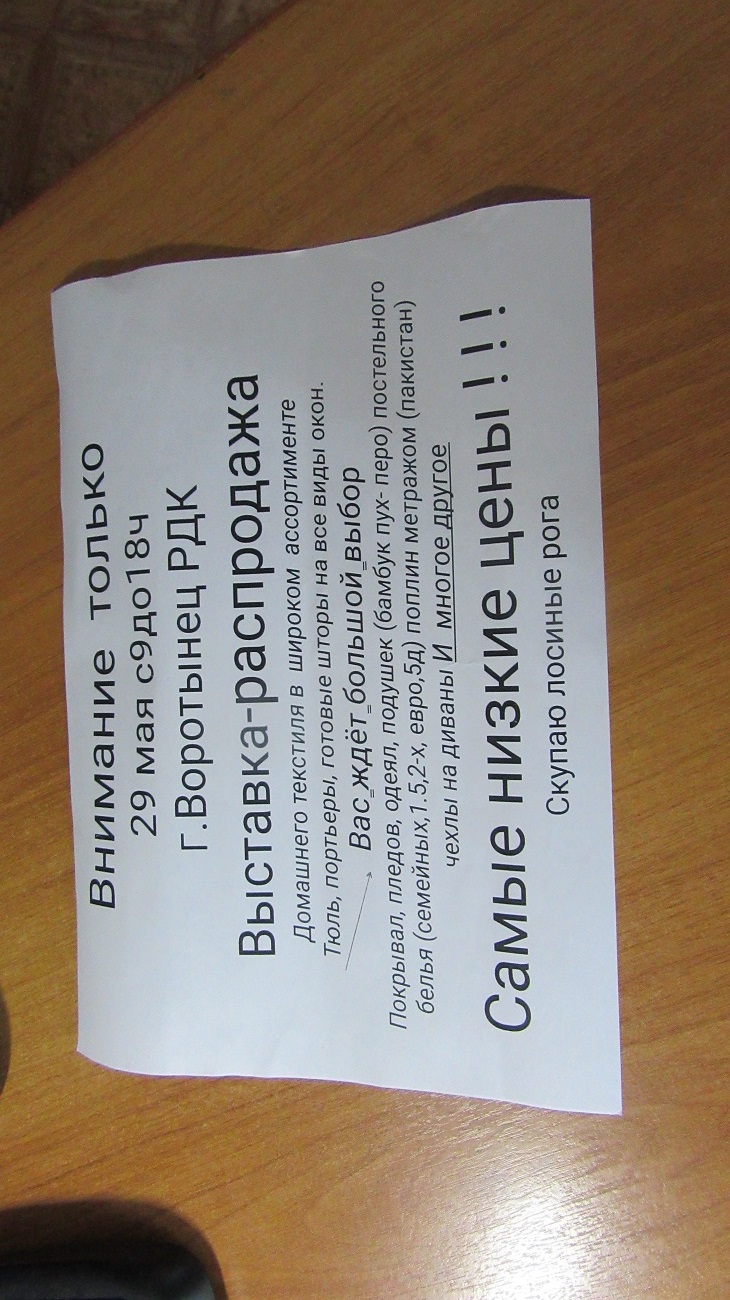 Внимание только
29 мая с9до18ч
г.Воротынец РДК
Выставка-распродажа
Домашнего текстиля в широком ассортименте
Тюль, портьеры, готовые шторы на все виды окон.
Вас ждёт большой выбор
Покрывал, пледов, одеял, подушек (бамбук пух- перо) постельного
белья (семейных,1.5,2-х, евро,5д) поплин метражом (пакистан)
чехлы на диваны И многое другое
Самые низкие цены ! ! !
Скупаю лосиные рога